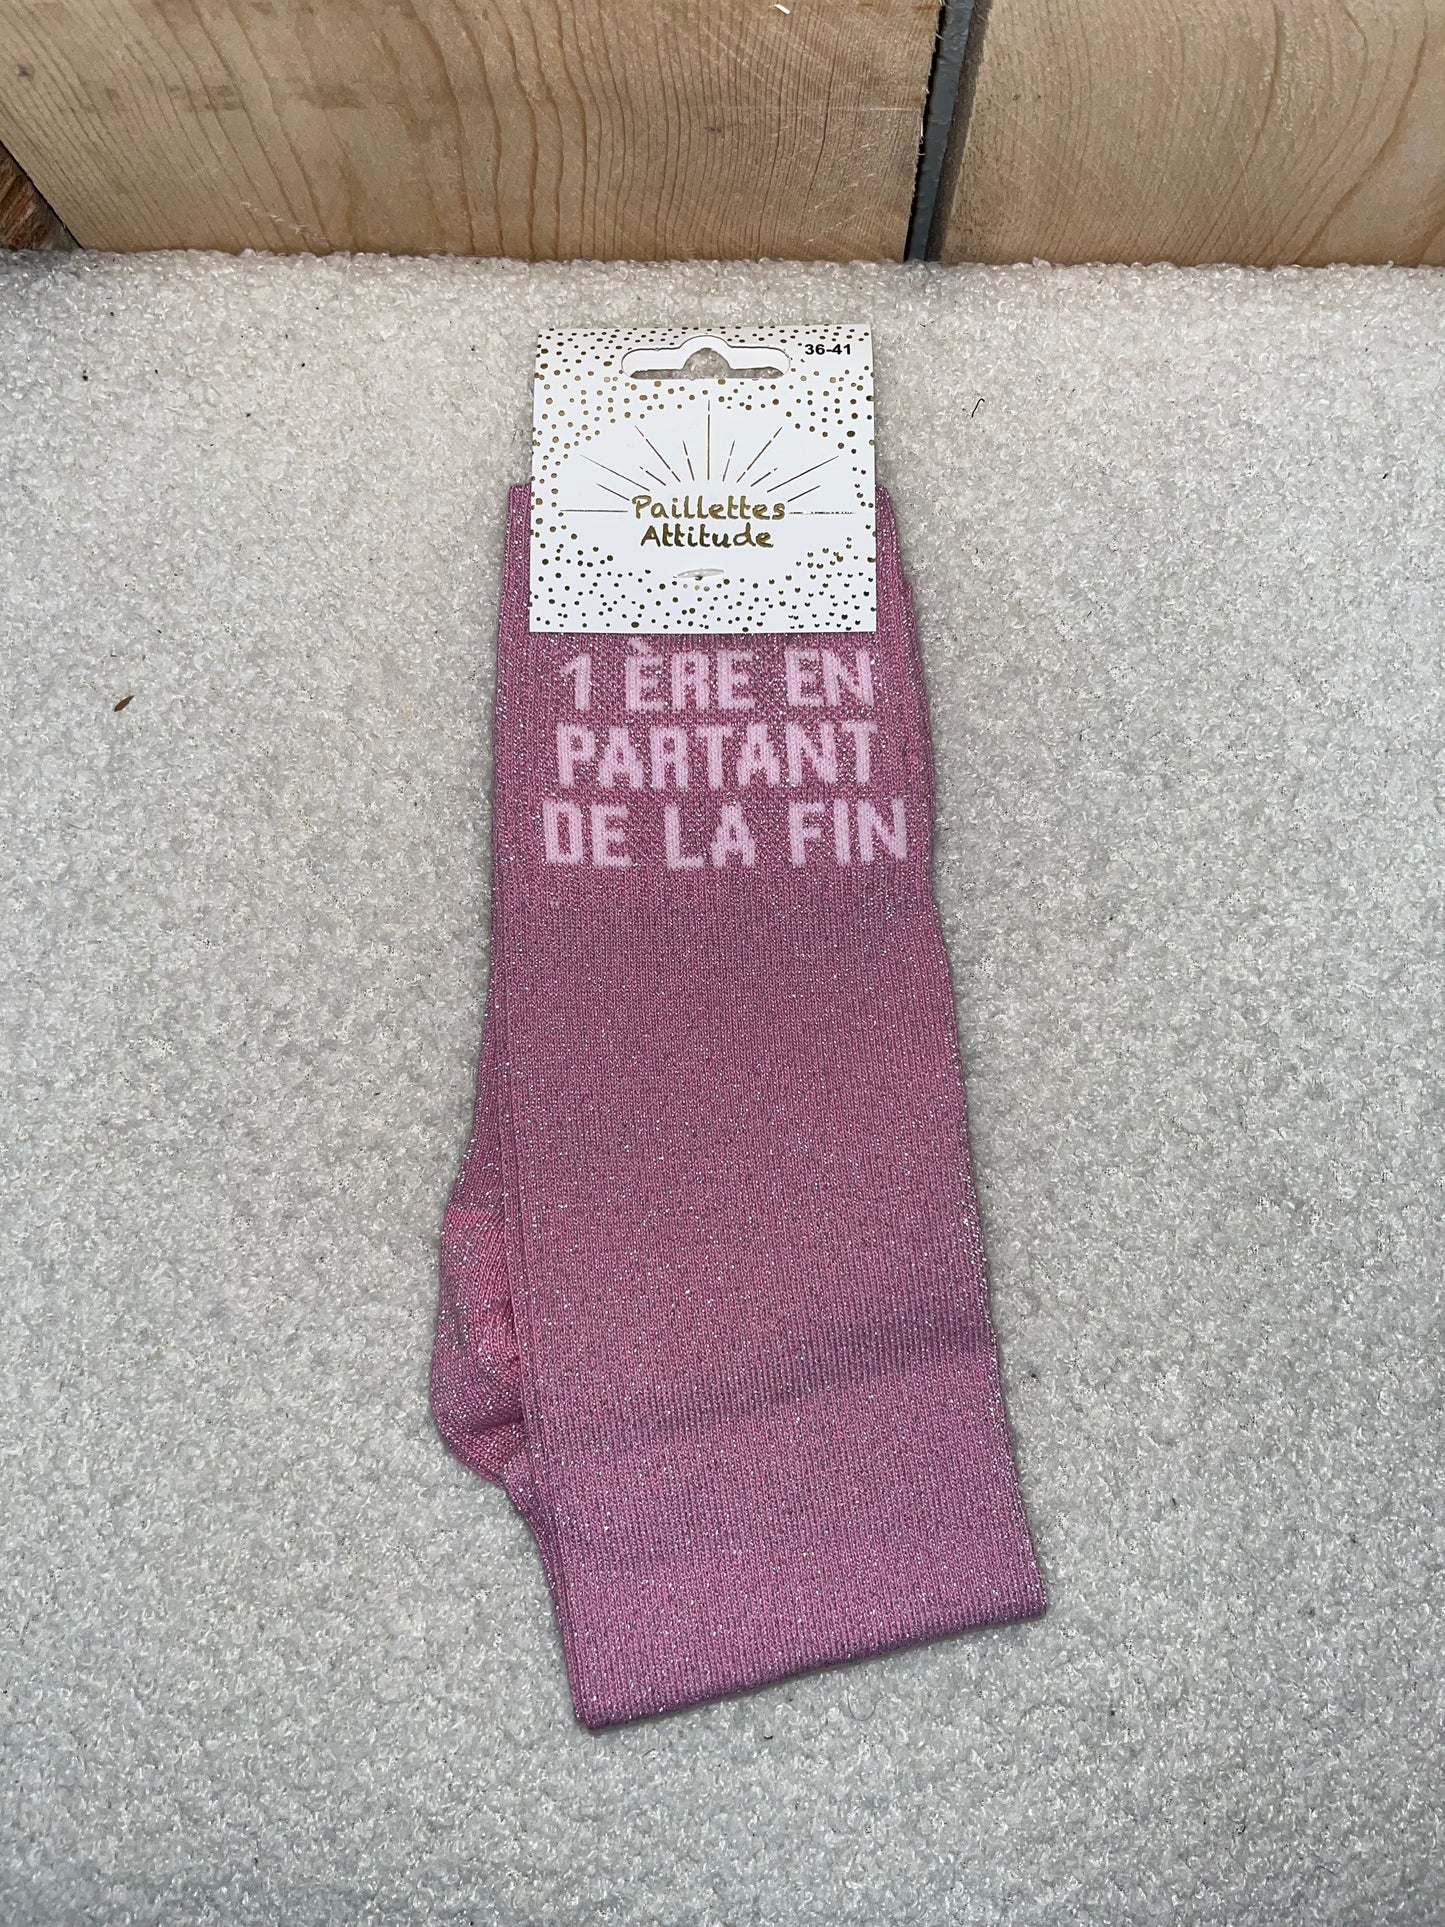 36-41
Paillettes
Attitude
1 ÈRE EN
PARTANT
DE LA FIN